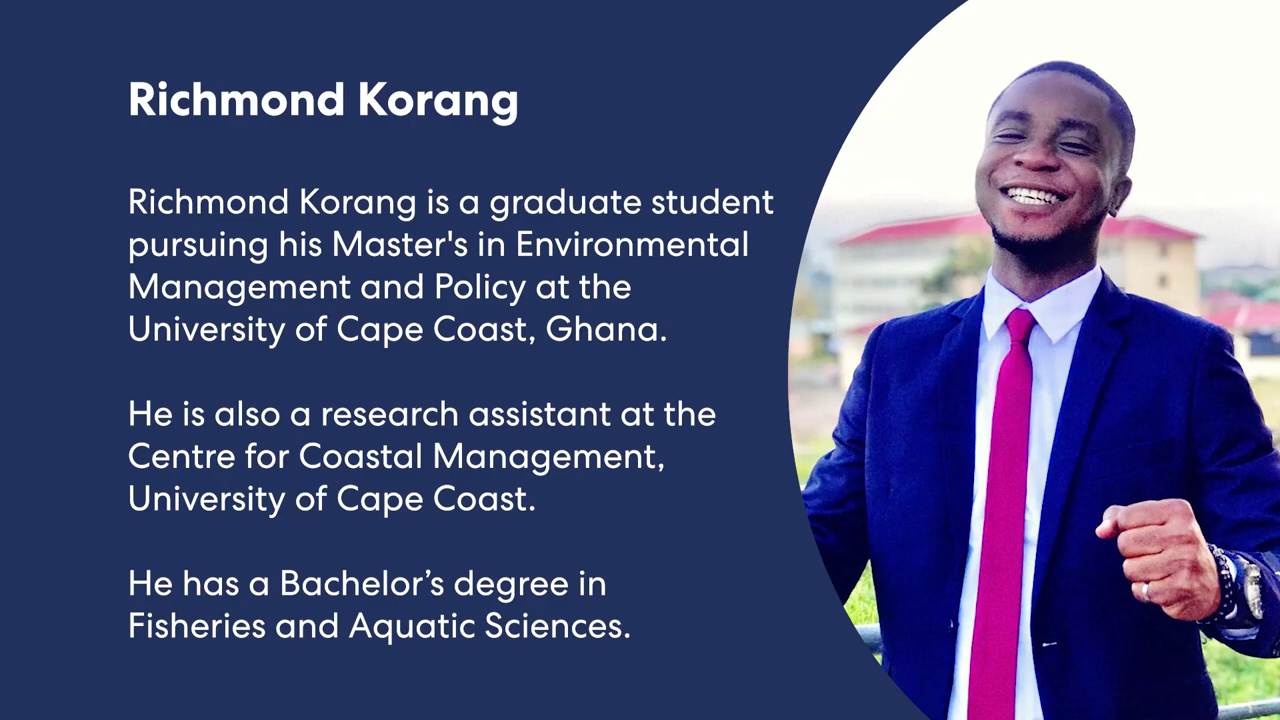 Richmond Korang
Richmond Korang is a graduate student
pursuing his Master's in Environmental
Management and Policy at the
University of Cape Coast, Ghana.
He is also a research assistant at the
Centre for Coastal Management,
University of Cape Coast.
He has a Bachelor’s degree in
Fisheries and Aquatic Sciences.